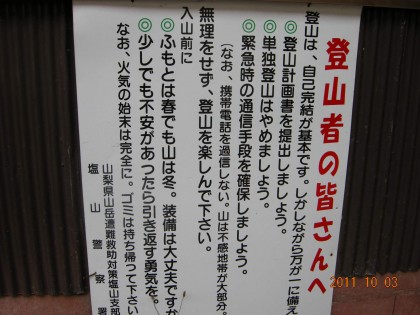 登山者の皆さんへ
登山は、自己完結が基本です。しかしながら万が一に備え
◎登山計画書を提出しましょう。
◎単独登山はやめましょう。
◎緊急時の通信手段を確保しましょう。
(なお、携帯電話を過信しない。山は不感地帯が大部分。
無理をせず、登山を楽しんで下さい。
入山前に
◎ふもとは春でも山は冬。装備は大丈夫ですか
◎少しでも不安があったら引き返す勇気を。
なお、火気の始末は完全に。ゴミは持ち帰って下さい
山梨県山岳遭難救助対策塩山支部
塩山警察署
2011 10 03